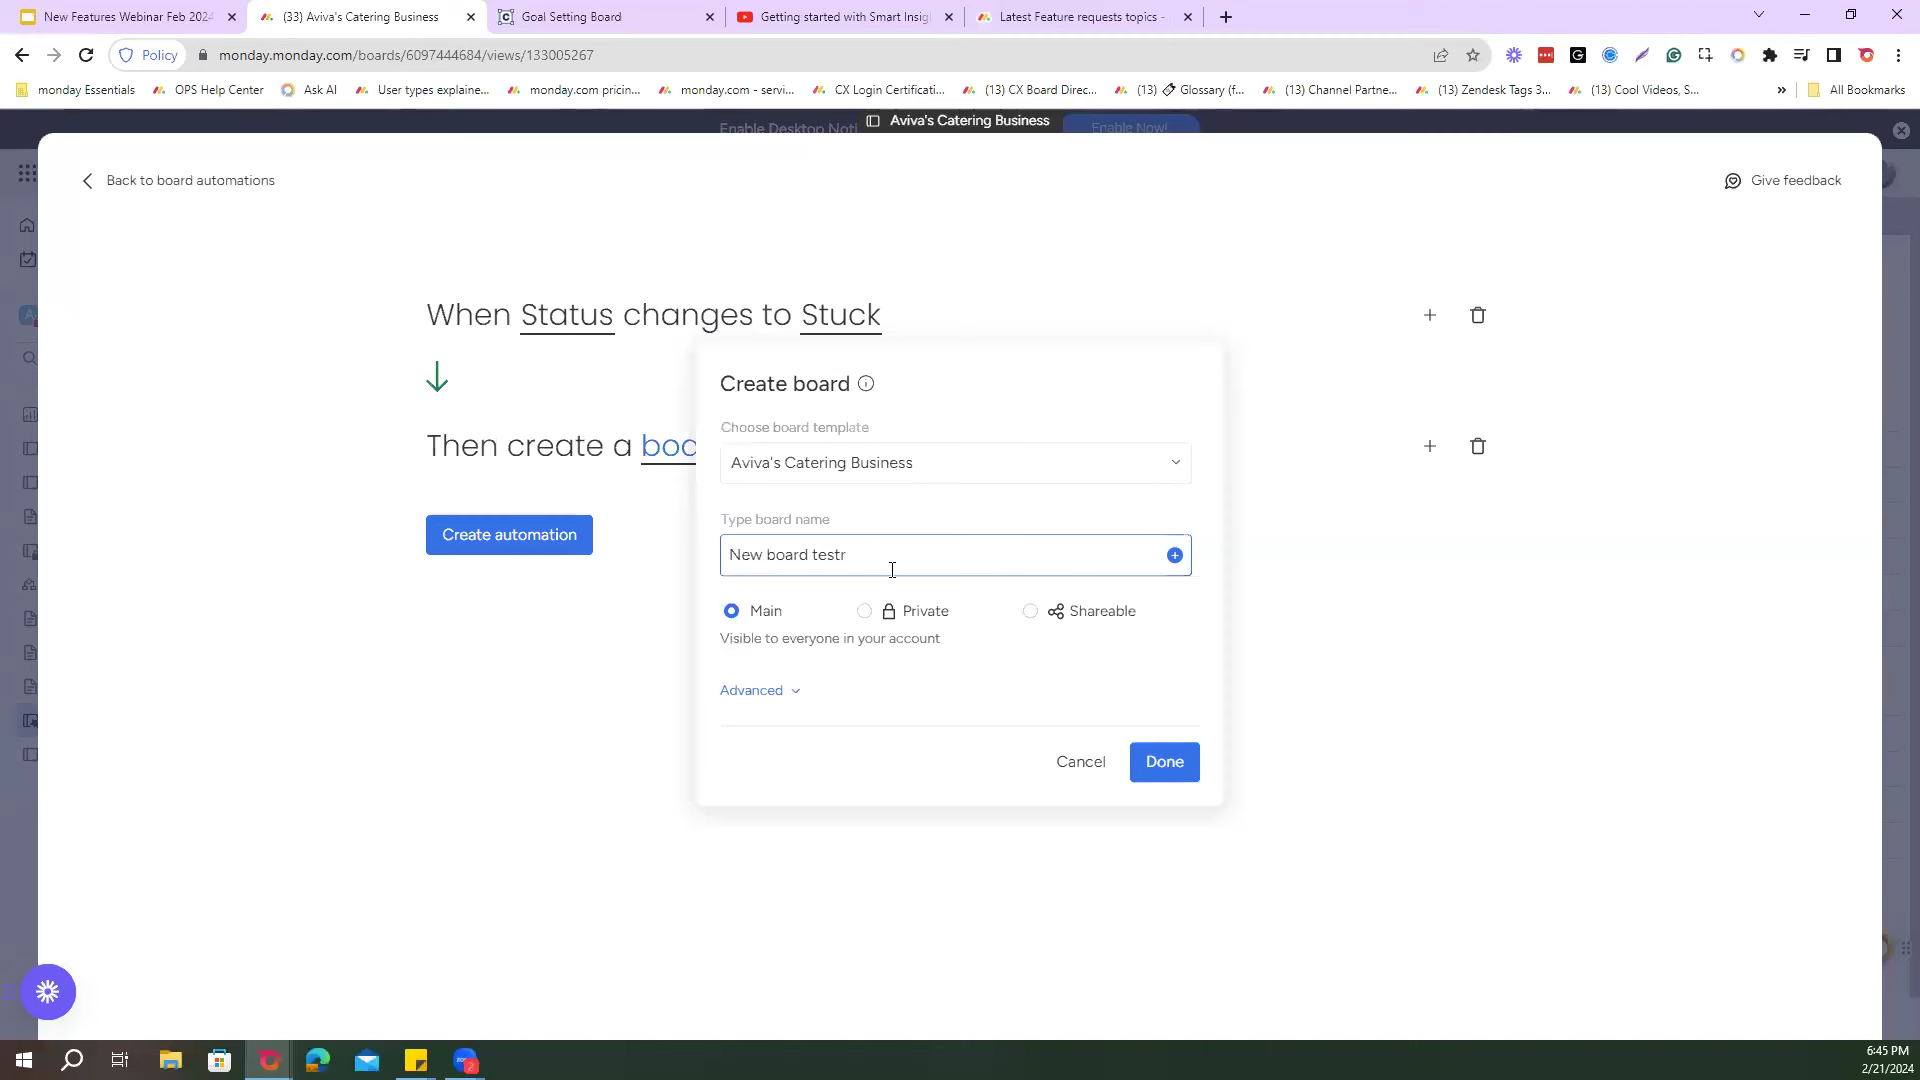 New Features Webinar Feb 2024
(33) Aviva's Catering Business
Goal Setting Board
Getting started with Smart Insig
Latest Feature requests topics -
Policy
monday.monday.com/boards/6097444684/views/133005267
monday Essentials
OPS Help Center
Ask AI
User types explaine...
monday.com pricin...
monday.com - servi...
CX Login Certificati...
(13) CX Board Direc...
(13) Glossary (f...
(13) Channel Partne...
(13) Zendesk Tags 3...
(13) Cool Videos, S...
»
All Bookmarks
Enable Desktop Noti
Aviva's Catering Business
Enable Now!
Back to board automations
Give feedback
When Status changes to Stuck
Then create a boa
Create automation
Create board
Choose board template
Aviva's Catering Business
Type board name
New board testr
Main
Private
Shareable
Visible to everyone in your account
Advanced
Cancel
Done
6:45 PM
2/21/2024